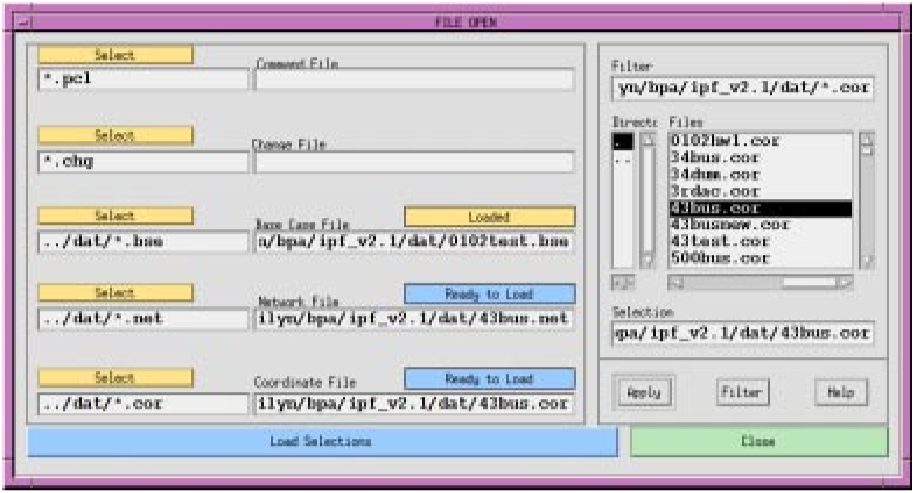 FILE OPEN
Select
Command File
*.pcl
Select
Change File
*.chg
Select
Base Case File
Loaded
../dat/*.bse
n/bpa/ipf_v2.1/dat/0102test.bse
Select
Network File
Ready to Load
../dat/*.net
ilyn/bpa/ipf_v2.1/dat/43bus.net
Select
Coordinate File
Ready to Load
../dat/*.cor
ilyn/bpa/ipf_v2.1/dat/43bus.cor
Load Selections
Filter
yn/bpa/ipf_v2.1/dat/*.cor
Directo
Files
.
..
0102hwl.cor
34bus.cor
34dum.cor
3rdac.cor
43bus.cor
43busnew.cor
43test.cor
500bus.cor
Selection
pa/ipf_v2.1/dat/43bus.cor
Apply
Filter
Help
Close